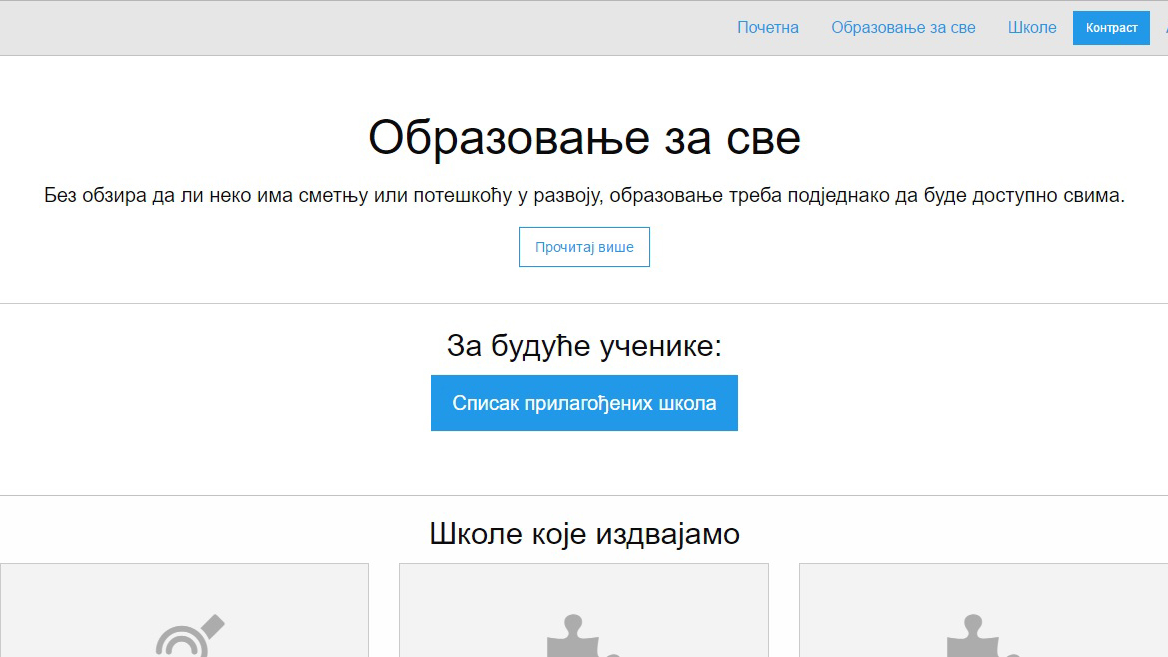 Почетна Образовање за све Школе Контраст
Образовање за све
Без обзира да ли неко има сметњу или потешкоћу у развоју, образовање треба подједнако да буде доступно свима.
Прочитај више
За будуће ученике:
Списак прилагођених школа
Школе које издвајамо